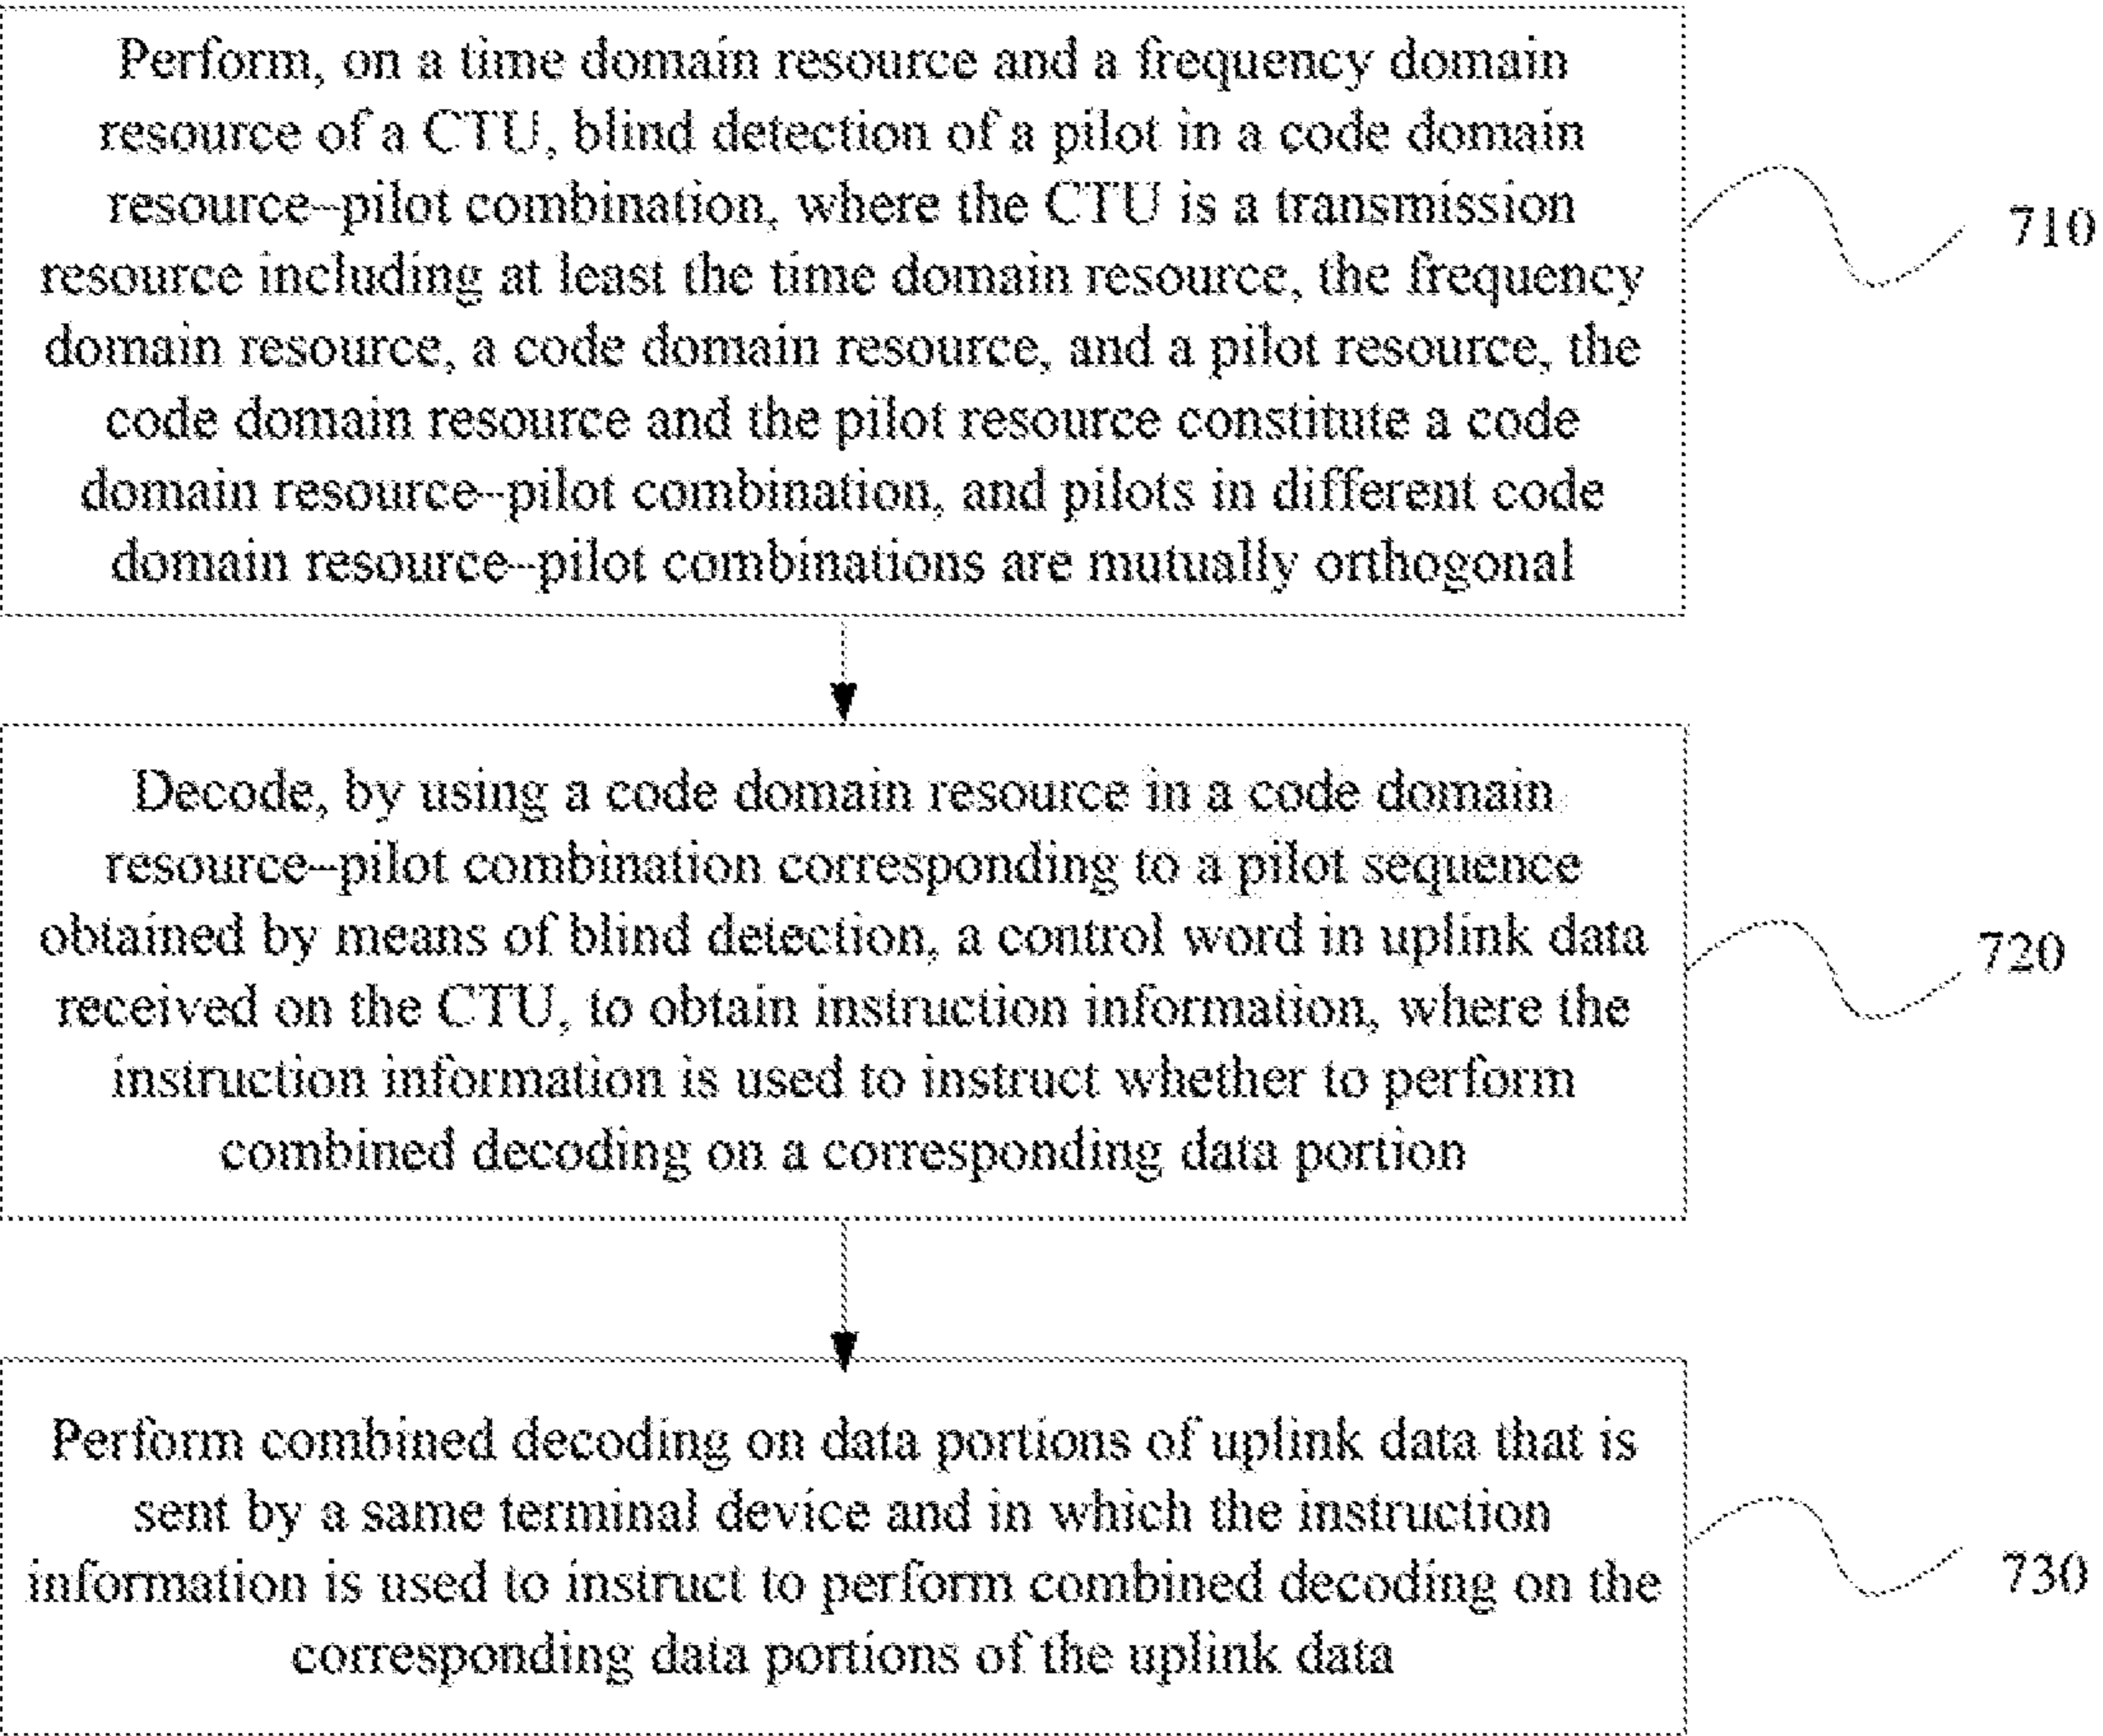 Perform, on a time domain resource and a frequency domain
resource of a CTU, blind detection of a pilot in a code domain
resource--pilot combination, where the CTU is a transmission
resource including at least the time domain resource, the frequency
domain resource, a code domain resource, and a pilot resource, the
code domain resource and the pilot resource constitute a code
domain resource--pilot combination, and pilots in different code
domain resource--pilot combinations are mutually orthogonal
710
Decode, by using a code domain resource in a code domain
resource--pilot combination corresponding to a pilot sequence
obtained by means of blind detection, a control word in uplink data
received on the CTU, to obtain instruction information, where the
instruction information is used to instruct whether to perform
combined decoding on a corresponding data portion
720
Perform combined decoding on data portions of uplink data that is
sent by a same terminal device and in which the instruction
information is used to instruct to perform combined decoding on the
corresponding data portions of the uplink data
730